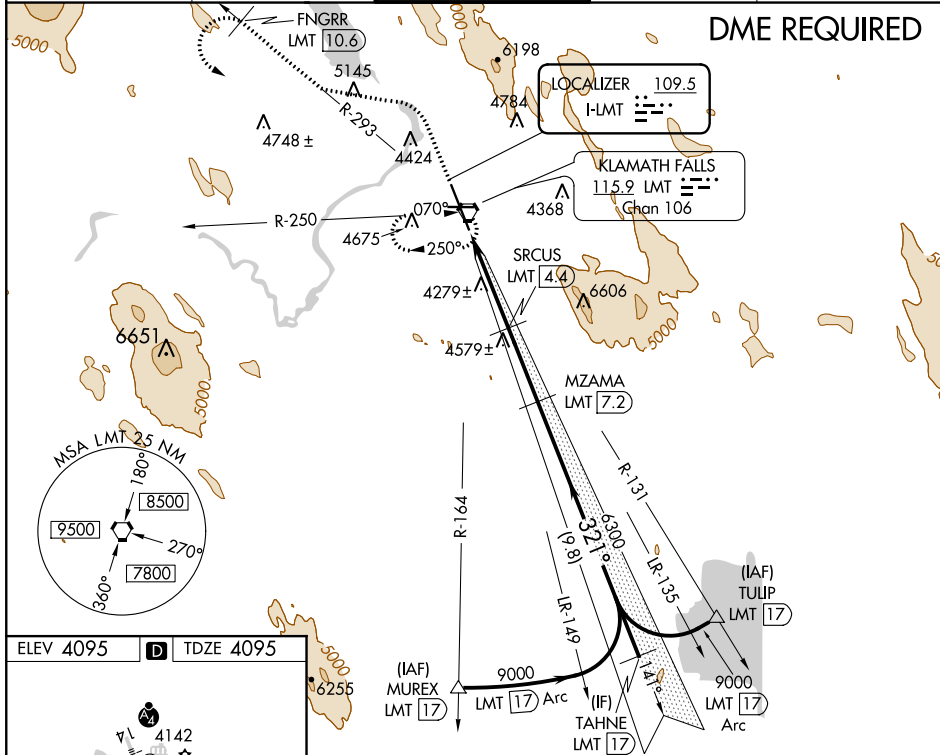 DME REQUIRED
FNGRR
LMT 10.6
5000
5145
6198
4784
LOCALIZER 109.5
I-LMT
R-293
4748 ±
4424
KLAMATH FALLS
115.9 LMT
Chan 106
4368
070°
R-250
4675
250°
SRCUS
LMT 4.4
6606
4279±
4579±
5000
50
6651
5000
MZAMA
LMT 7.2
MSA LMT 25 NM
180°
8500
9500
270°
7800
360°
R-164
R-131
6300
321°
(9.8)
LR-135
LR-149
(IAF)
TULIP
LMT 17
ELEV 4095
D
TDZE 4095
5000
6255
(IAF)
MUREX
LMT 17
9000
LMT 17 Arc
(IF)
TAHNE
LMT 17
141°
9000
LMT 17
Arc
A4
14
4142